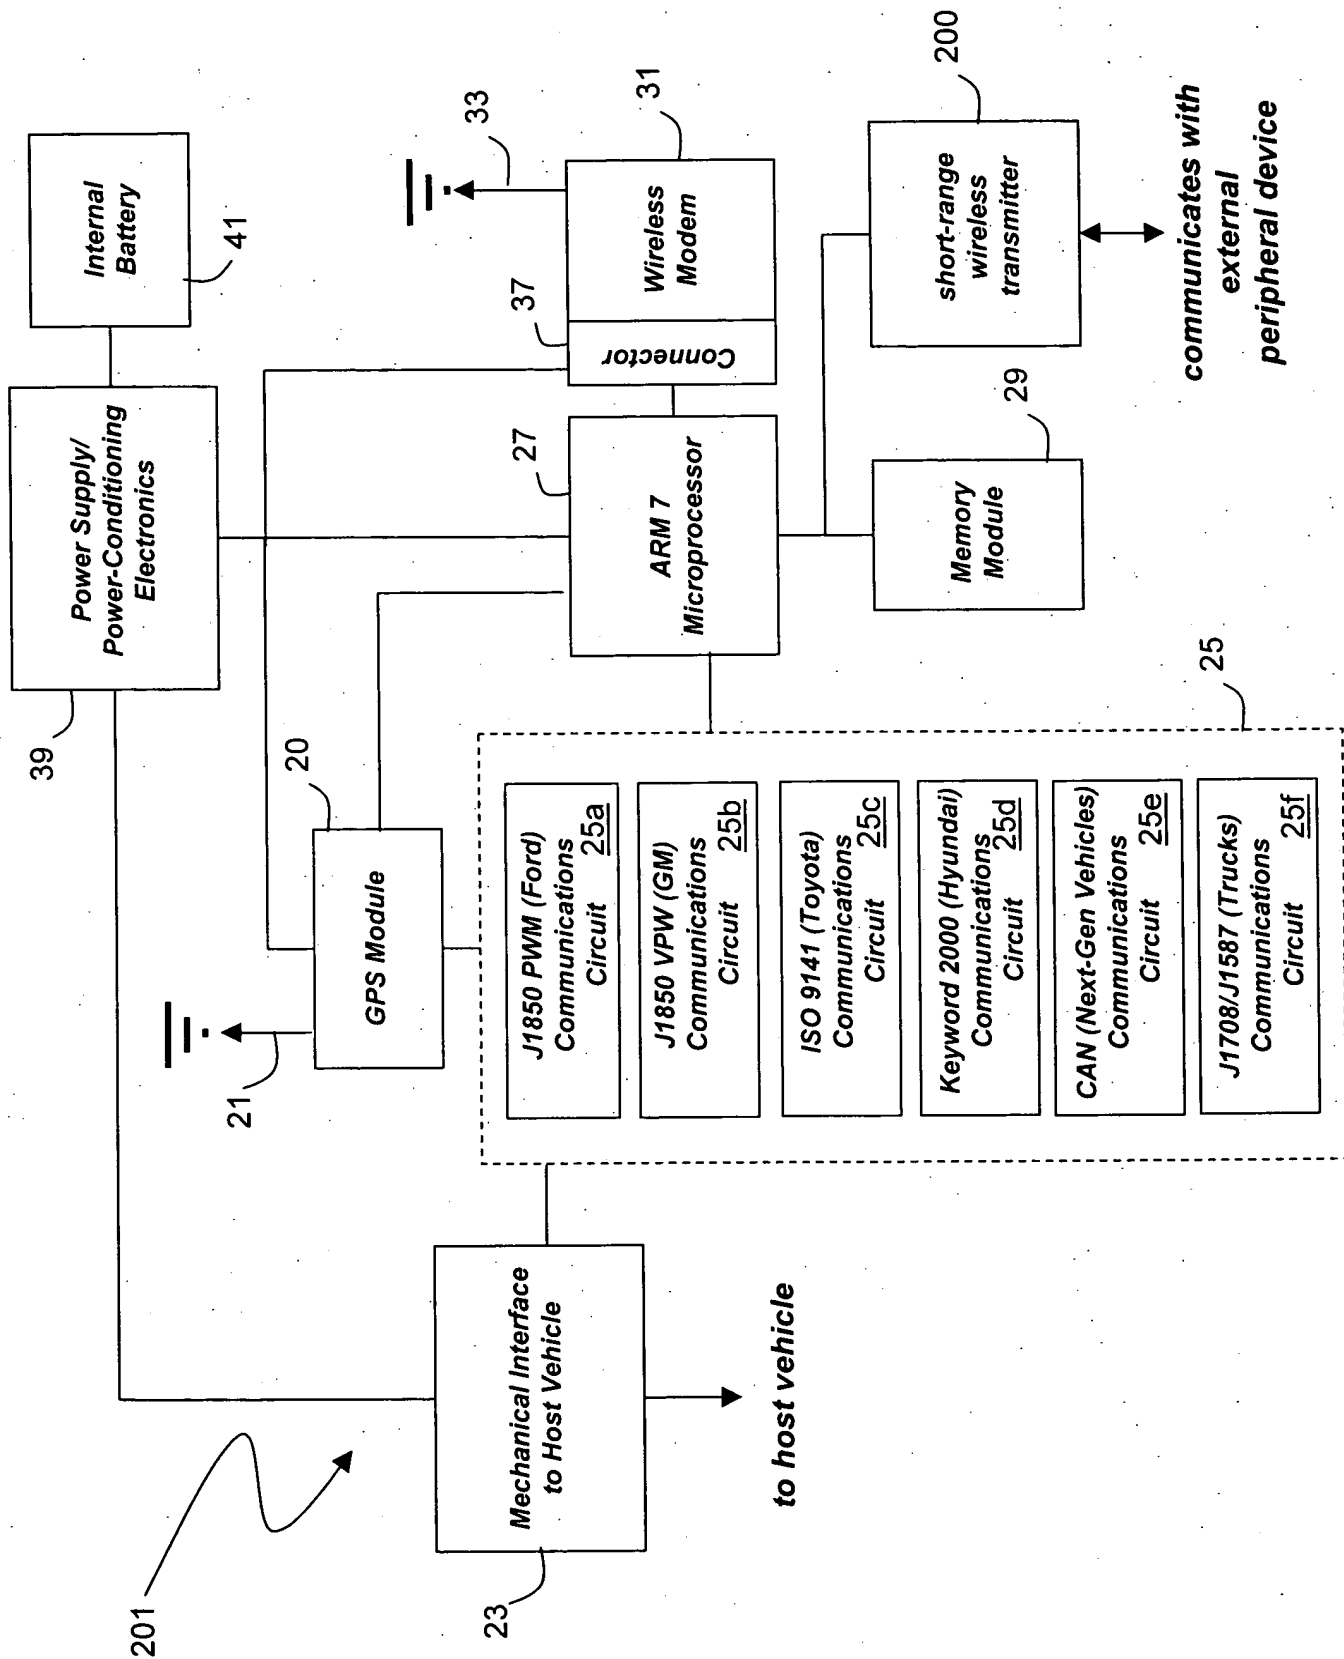 201
39
Power Supply/
Power-Conditioning
Electronics
Internal
Battery
41
21
20
GPS Module
33
37
31
Connector
Wireless
Modem
27
ARM 7
Microprocessor
200
short-range
wireless
transmitter
communicates with
external
peripheral device
29
Memory
Module
23
Mechanical Interface
to Host Vehicle
to host vehicle
25
J1850 PWM (Ford)
Communications
Circuit 25a
J1850 VPW (GM)
Communications
Circuit 25b
ISO 9141 (Toyota)
Communications
Circuit 25c
Keyword 2000 (Hyundai)
Communications
Circuit 25d
CAN (Next-Gen Vehicles)
Communications
Circuit 25e
J1708/J1587 (Trucks)
Communications
Circuit 25f